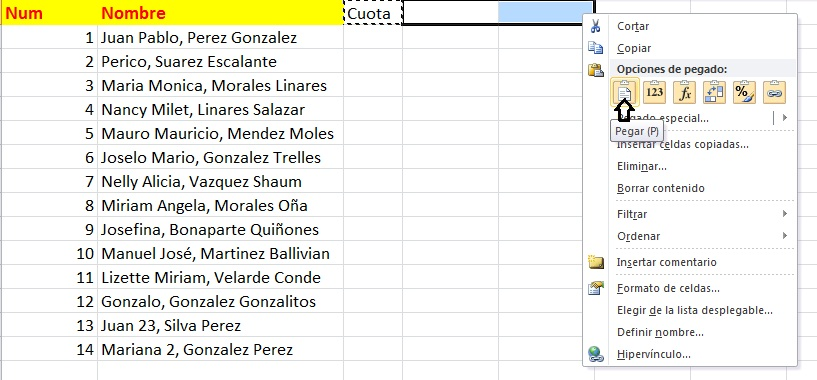 Num Nombre Cuota
1 Juan Pablo, Perez Gonzalez
2 Perico, Suarez Escalante
3 Maria Monica, Morales Linares
4 Nancy Milet, Linares Salazar
5 Mauro Mauricio, Mendez Moles
6 Joselo Mario, Gonzalez Trelles
7 Nelly Alicia, Vazquez Shaum
8 Miriam Angela, Morales Oña
9 Josefina, Bonaparte Quiñones
10 Manuel José, Martinez Ballivian
11 Lizette Miriam, Velarde Conde
12 Gonzalo, Gonzalez Gonzalitos
13 Juan 23, Silva Perez
14 Mariana 2, Gonzalez Perez
Cortar
Copiar
Opciones de pegado:
123 fx %
Pegado especial...
Pegar (P)
Insertar celdas copiadas...
Eliminar...
Borrar contenido
Filtrar
Ordenar
Insertar comentario
Formato de celdas...
Elegir de la lista desplegable...
Definir nombre...
Hipervínculo...